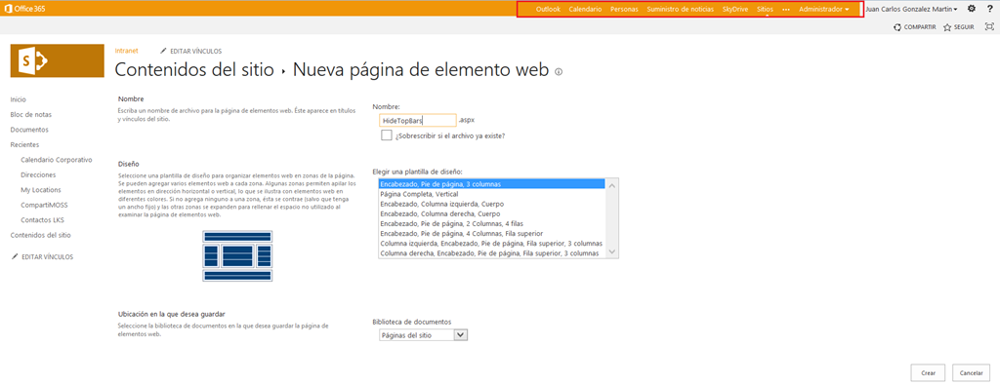 Office 365
Outlook Calendario Personas Suministro de noticias SkyDrive Sitios ••• Administrador Juan Carlos Gonzalez Martin ?
COMPARTIR SEGUIR
S
Intranet EDITAR VÍNCULOS
Contenidos del sitio ▸ Nueva página de elemento web
Inicio
Bloc de notas
Documentos
Recientes
Calendario Corporativo
Direcciones
My Locations
CompartiMOSS
Contactos LKS
Contenidos del sitio
EDITAR VÍNCULOS
Nombre
Escriba un nombre de archivo para la página de elementos web. Éste aparece en títulos
y vínculos del sitio.
Nombre:
HideTopBars .aspx
¿Sobrescribir si el archivo ya existe?
Diseño
Seleccione una plantilla de diseño para organizar elementos web en zonas de la página.
Se pueden agregar varios elementos web a cada zona. Algunas zonas permiten apilar los
elementos en dirección horizontal o vertical, lo que se ilustra con elementos web en
diferentes colores. Si no agrega ninguno a una zona, ésta se contrae (salvo que tenga
un ancho fijo) y las otras zonas se expanden para rellenar el espacio no utilizado al
examinar la página de elementos web.
Elegir una plantilla de diseño:
Encabezado, Pie de página, 3 columnas
Página Completa, Vertical
Encabezado, Columna izquierda, Cuerpo
Encabezado, Columna derecha, Cuerpo
Encabezado, Pie de página, 2 Columnas, 4 filas
Encabezado, Pie de página, 4 Columnas, Fila superior
Columna izquierda, Encabezado, Pie de página, Fila superior, 3 columnas
Columna derecha, Encabezado, Pie de página, Fila superior, 3 columnas
Ubicación en la que desea guardar
Seleccione la biblioteca de documentos en la que desea guardar la página de
elementos web.
Biblioteca de documentos
Páginas del sitio
Crear Cancelar